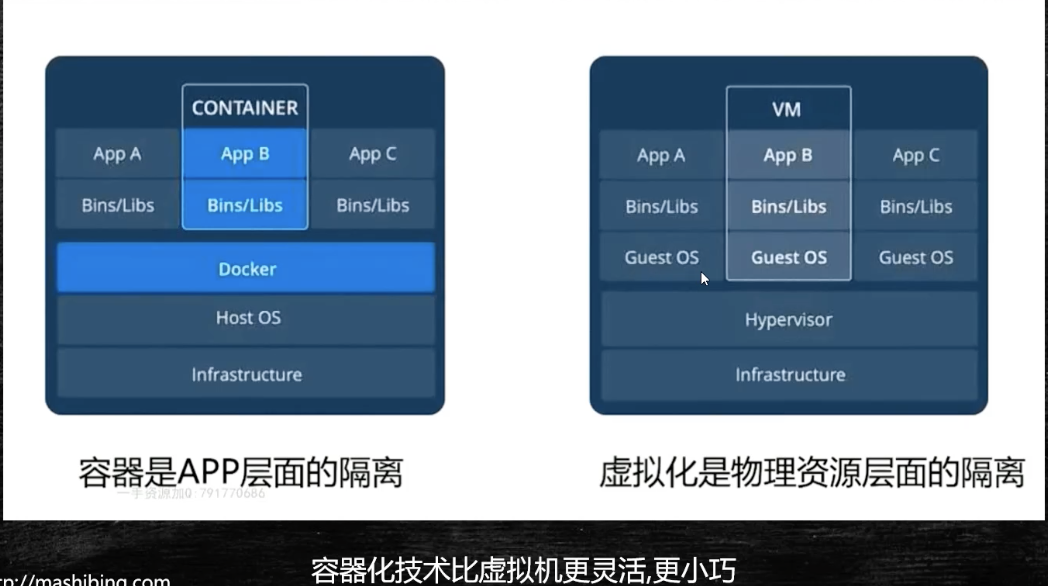 CONTAINER
App A
App B
App C
Bins/Libs
Bins/Libs
Bins/Libs
Docker
Host OS
Infrastructure
容器是APP层面的隔离
一手资源加Q:791770686
VM
App A
App B
App C
Bins/Libs
Bins/Libs
Bins/Libs
Guest OS
Guest OS
Guest OS
Hypervisor
Infrastructure
虚拟化是物理资源层面的隔离
容器化技术比虚拟机更灵活,更小巧
tp://mashibing.com